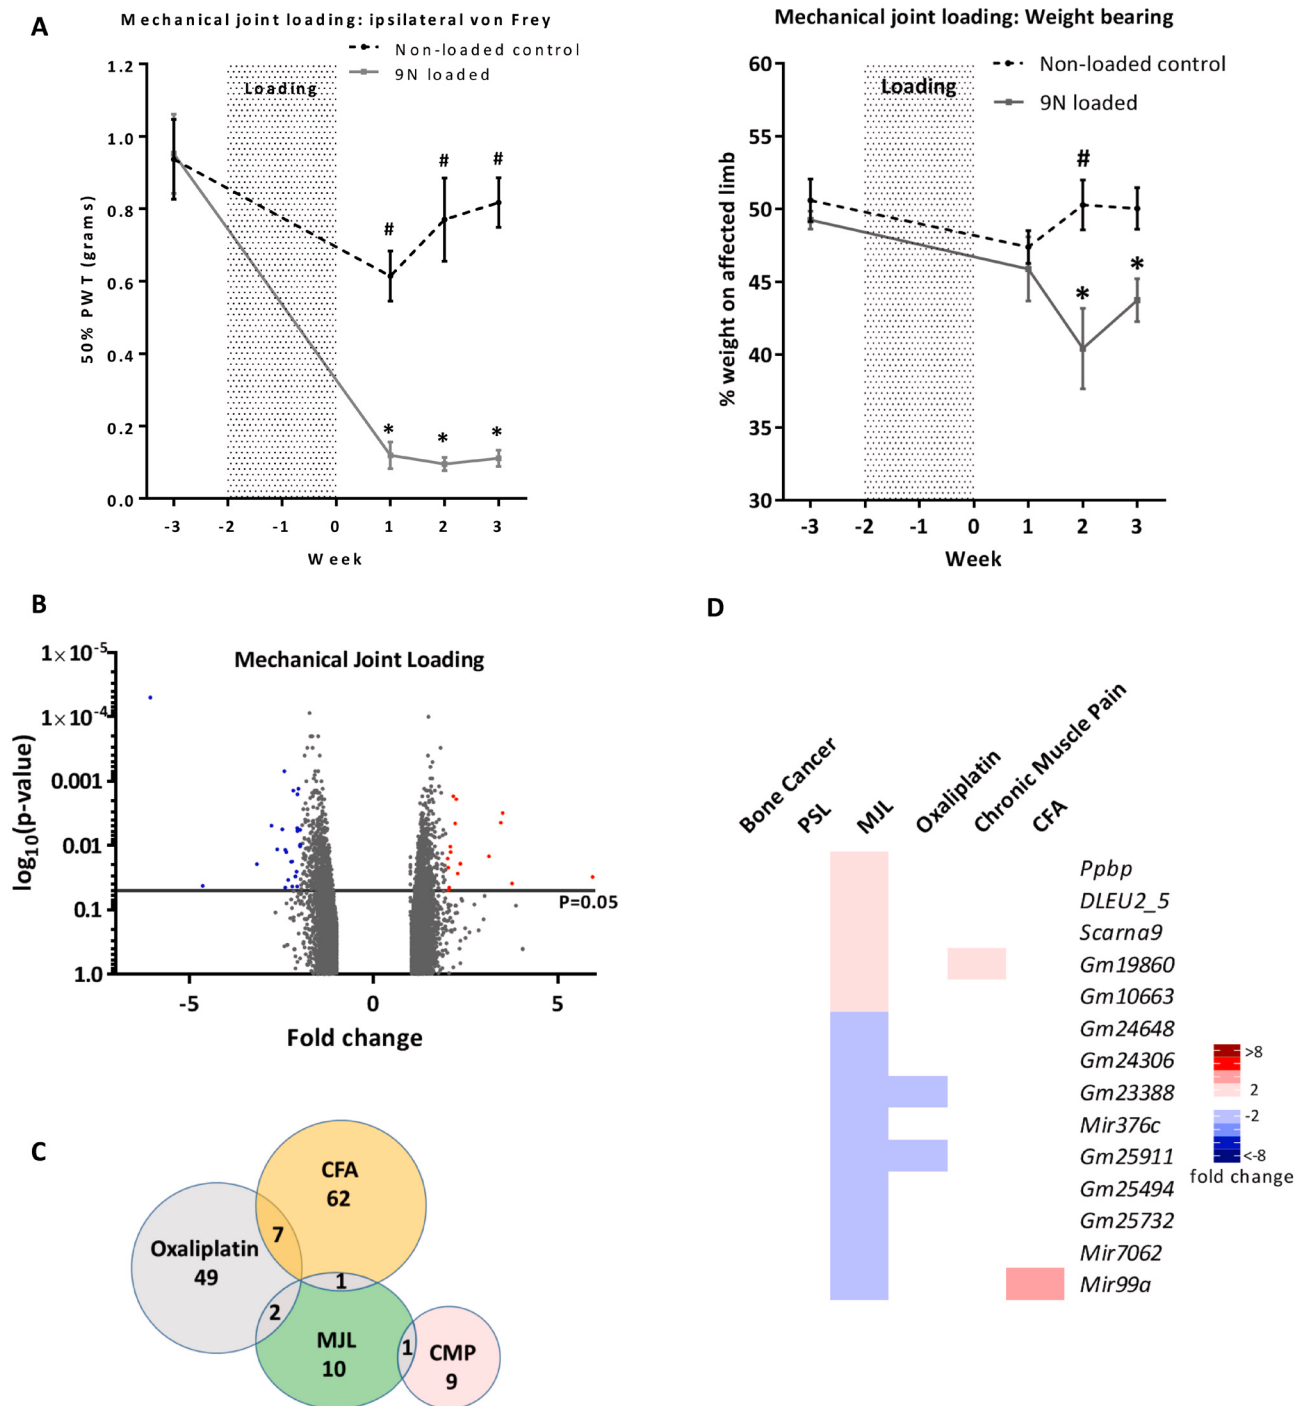 A
Mechanical joint loading: ipsilateral von Frey
Non-loaded control
9N loaded
Loading
50% PWT (grams)
1.2
1.0
0.8
0.6
0.4
0.2
0.0
# # #
* * *
-3 -2 -1 0 1 2 3
Week
Mechanical joint loading: Weight bearing
Non-loaded control
9N loaded
Loading
% weight on affected limb
60
55
50
45
40
35
30
#
* *
-3 -2 -1 0 1 2 3
Week
B
Mechanical Joint Loading
log10(p-value)
1×10-5
1×10-4
0.001
0.01
0.1
1.0
P=0.05
-5 0 5
Fold change
C
CFA
62
7
Oxaliplatin
49
1
2
MJL
10
1
CMP
9
D
Bone Cancer
PSL
MJL
Oxaliplatin
Chronic Muscle Pain
CFA
Ppbp
DLEU2_5
Scarna9
Gm19860
Gm10663
Gm24648
Gm24306
Gm23388
Mir376c
Gm25911
Gm25494
Gm25732
Mir7062
Mir99a
>8
2
-2
<-8
fold change